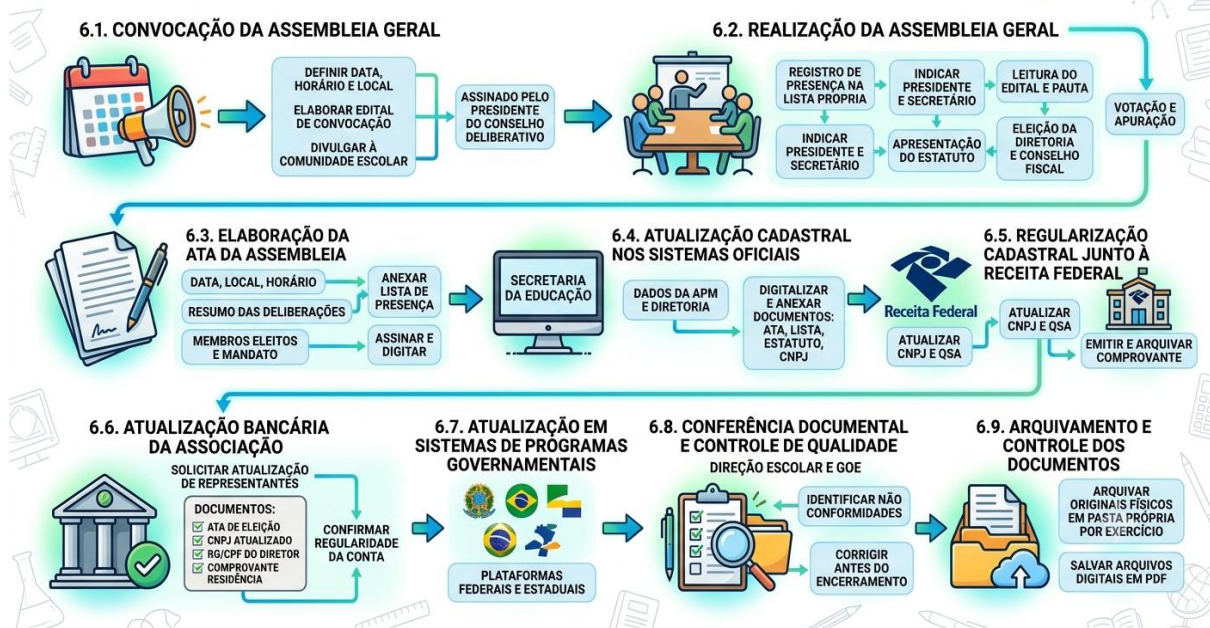 6.1. CONVOCAÇÃO DA ASSEMBLEIA GERAL
DEFINIR DATA,
HORÁRIO E LOCAL
ELABORAR EDITAL
DE CONVOCAÇÃO
DIVULGAR À
COMUNIDADE ESCOLAR
ASSINADO PELO
PRESIDENTE
DO CONSELHO
DELIBERATIVO
6.2. REALIZAÇÃO DA ASSEMBLEIA GERAL
REGISTRO DE
PRESENÇA NA
LISTA PROPRIA
INDICAR
PRESIDENTE
E SECRETÁRIO
LEITURA DO
EDITAL E PAUTA
INDICAR
PRESIDENTE E
SECRETÁRIO
APRESENTAÇÃO
DO ESTATUTO
ELEIÇÃO DA
DIRETORIA
E CONSELHO
FISCAL
VOTAÇÃO E
APURAÇÃO
6.3. ELABORAÇÃO DA
ATA DA ASSEMBLEIA
DATA, LOCAL, HORÁRIO
RESUMO DAS DELIBERAÇÕES
MEMBROS ELEITOS
E MANDATO
ANEXAR
LISTA DE
PRESENÇA
ASSINAR E
DIGITAR
SECRETARIA
DA EDUCAÇÃO
6.4. ATUALIZAÇÃO CADASTRAL
NOS SISTEMAS OFICIAIS
DADOS DA APM
E DIRETORIA
DIGITALIZAR
E ANEXAR
DOCUMENTOS:
ATA, LISTA,
ESTATUTO,
CNPJ
6.5. REGULARIZAÇÃO
CADASTRAL JUNTO À
RECEITA FEDERAL
Receita Federal
ATUALIZAR
CNPJ E QSA
ATUALIZAR
CNPJ E QSA
EMITIR E ARQUIVAR
COMPROVANTE
6.6. ATUALIZAÇÃO BANCÁRIA
DA ASSOCIAÇÃO
SOLICITAR ATUALIZAÇÃO
DE REPRESENTANTES
DOCUMENTOS:
ATA DE ELEIÇÃO
CNPJ ATUALIZADO
RG/CPF DO DIRETOR
COMPROVANTE
RESIDÊNCIA
CONFIRMAR
REGULARIDADE
DA CONTA
6.7. ATUALIZAÇÃO EM
SISTEMAS DE PROGRAMAS
GOVERNAMENTAIS
PLATAFORMAS
FEDERAIS E ESTADUAIS
6.8. CONFERÊNCIA DOCUMENTAL
E CONTROLE DE QUALIDADE
DIREÇÃO ESCOLAR E GOE
IDENTIFICAR NÃO
CONFORMIDADES
CORRIGIR
ANTES DO
ENCERRAMENTO
6.9. ARQUIVAMENTO E
CONTROLE DOS
DOCUMENTOS
ARQUIVAR
ORIGINAIS FÍSICOS
EM PASTA PRÓPRIA
POR EXERCÍCIO
SALVAR ARQUIVOS
DIGITAIS EM PDF